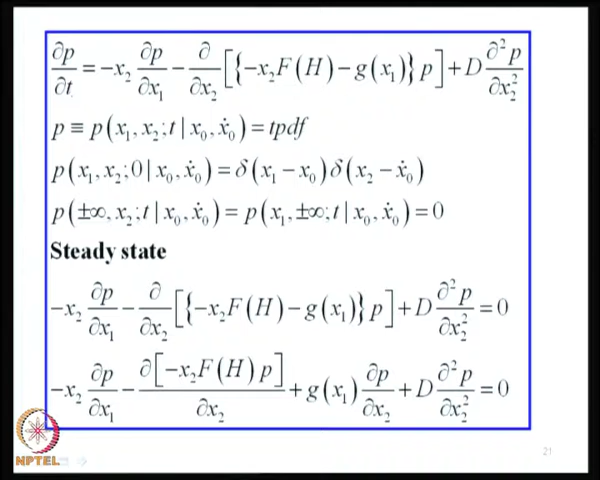 ∂p/∂t = −x₂ ∂p/∂x₁ − ∂/∂x₂ [{−x₂F(H) − g(x₁)} p] + D ∂²p/∂x₂²
p ≡ p(x₁, x₂; t | x₀, ẋ₀) = tpdf
p(x₁, x₂; 0 | x₀, ẋ₀) = δ(x₁ − x₀)δ(x₂ − ẋ₀)
p(±∞, x₂; t | x₀, ẋ₀) = p(x₁, ±∞; t | x₀, ẋ₀) = 0
Steady state
−x₂ ∂p/∂x₁ − ∂/∂x₂ [{−x₂F(H) − g(x₁)} p] + D ∂²p/∂x₂² = 0
−x₂ ∂p/∂x₁ − ∂[−x₂F(H)p]/∂x₂ + g(x₁) ∂p/∂x₂ + D ∂²p/∂x₂² = 0
21
NPTEL